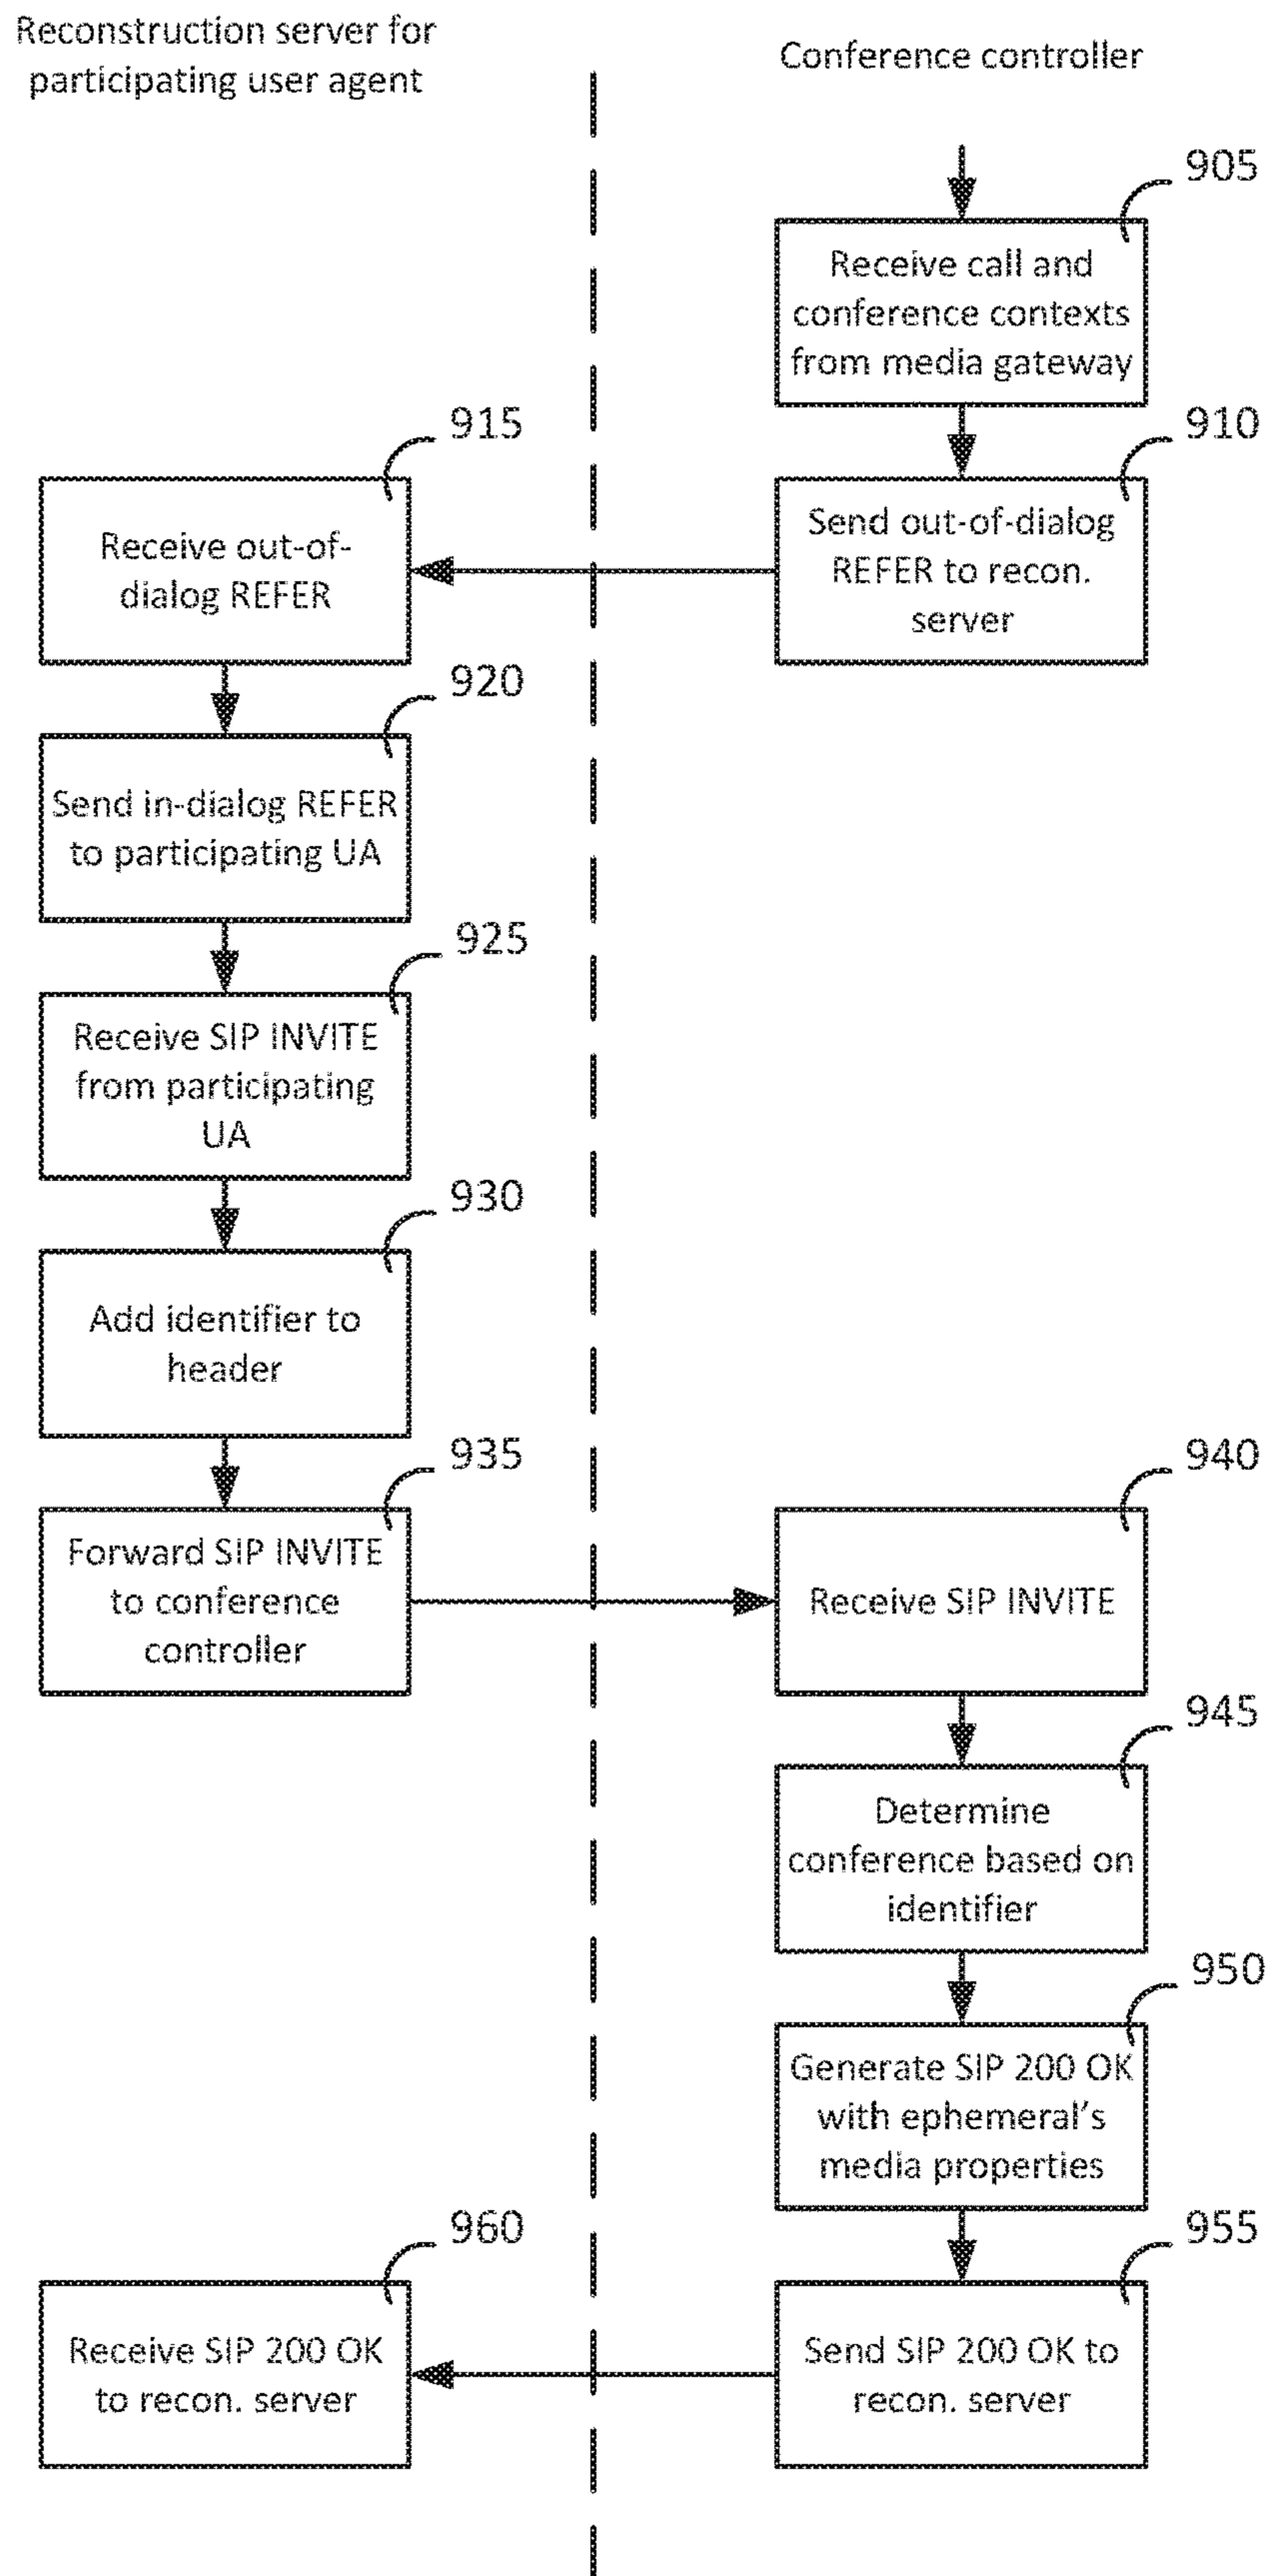 Reconstruction server for
participating user agent
Conference controller
905
Receive call and
conference contexts
from media gateway
910
Send out-of-dialog
REFER to recon.
server
915
Receive out-of-
dialog REFER
920
Send in-dialog REFER
to participating UA
925
Receive SIP INVITE
from participating
UA
930
Add identifier to
header
935
Forward SIP INVITE
to conference
controller
940
Receive SIP INVITE
945
Determine
conference based on
identifier
950
Generate SIP 200 OK
with ephemeral's
media properties
955
Send SIP 200 OK to
recon. server
960
Receive SIP 200 OK
to recon. server